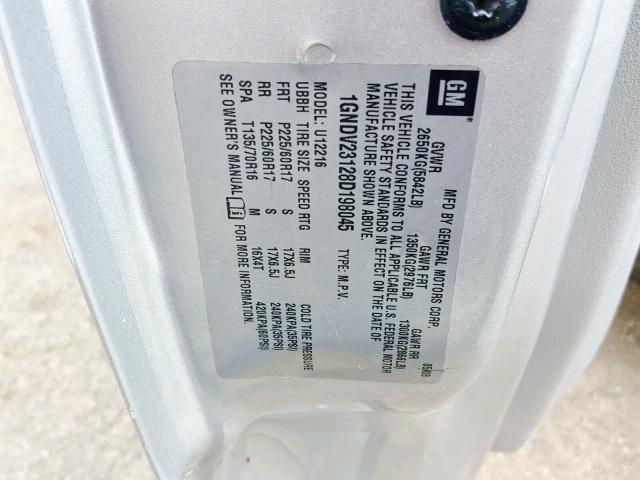 GM
MFD BY GENERAL MOTORS CORP.
GVWR GAWR FRT GAWR RR
2650KG(5842LB) 1350KG(2976LB) 1300KG(2866LB)
THIS VEHICLE CONFORMS TO ALL APPLICABLE U.S. FEDERAL MOTOR
VEHICLE SAFETY STANDARDS IN EFFECT ON THE DATE OF
MANUFACTURE SHOWN ABOVE.
1GNDV23128D198045 TYPE: M.P.V.
MODEL: U12216
UBBH TIRE SIZE SPEED RTG RIM COLD TIRE PRESSURE
FRT P225/60R17 S 17X6.5J 240KPA(35PSI)
RR P225/60R17 S 17X6.5J 240KPA(35PSI)
SPA T135/70R16 M 16X4T 420KPA(60PSI)
SEE OWNER'S MANUAL FOR MORE INFORMATION.